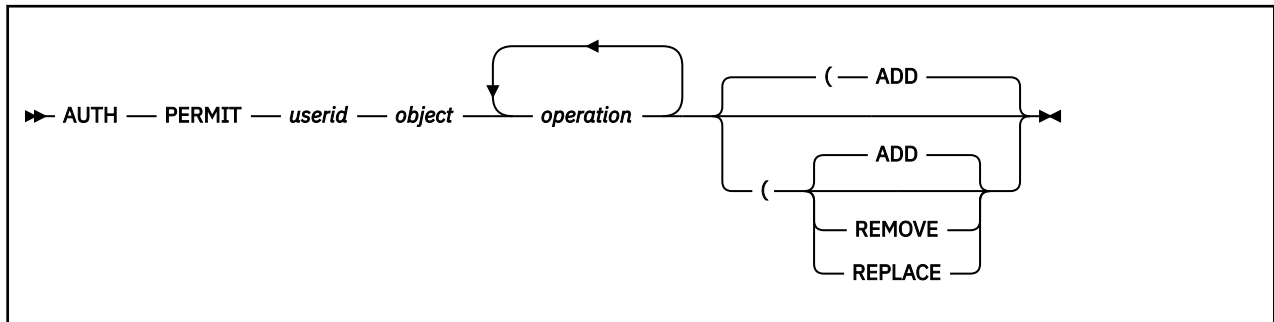 ( ADD
AUTH PERMIT userid object operation
ADD
(
REMOVE
REPLACE